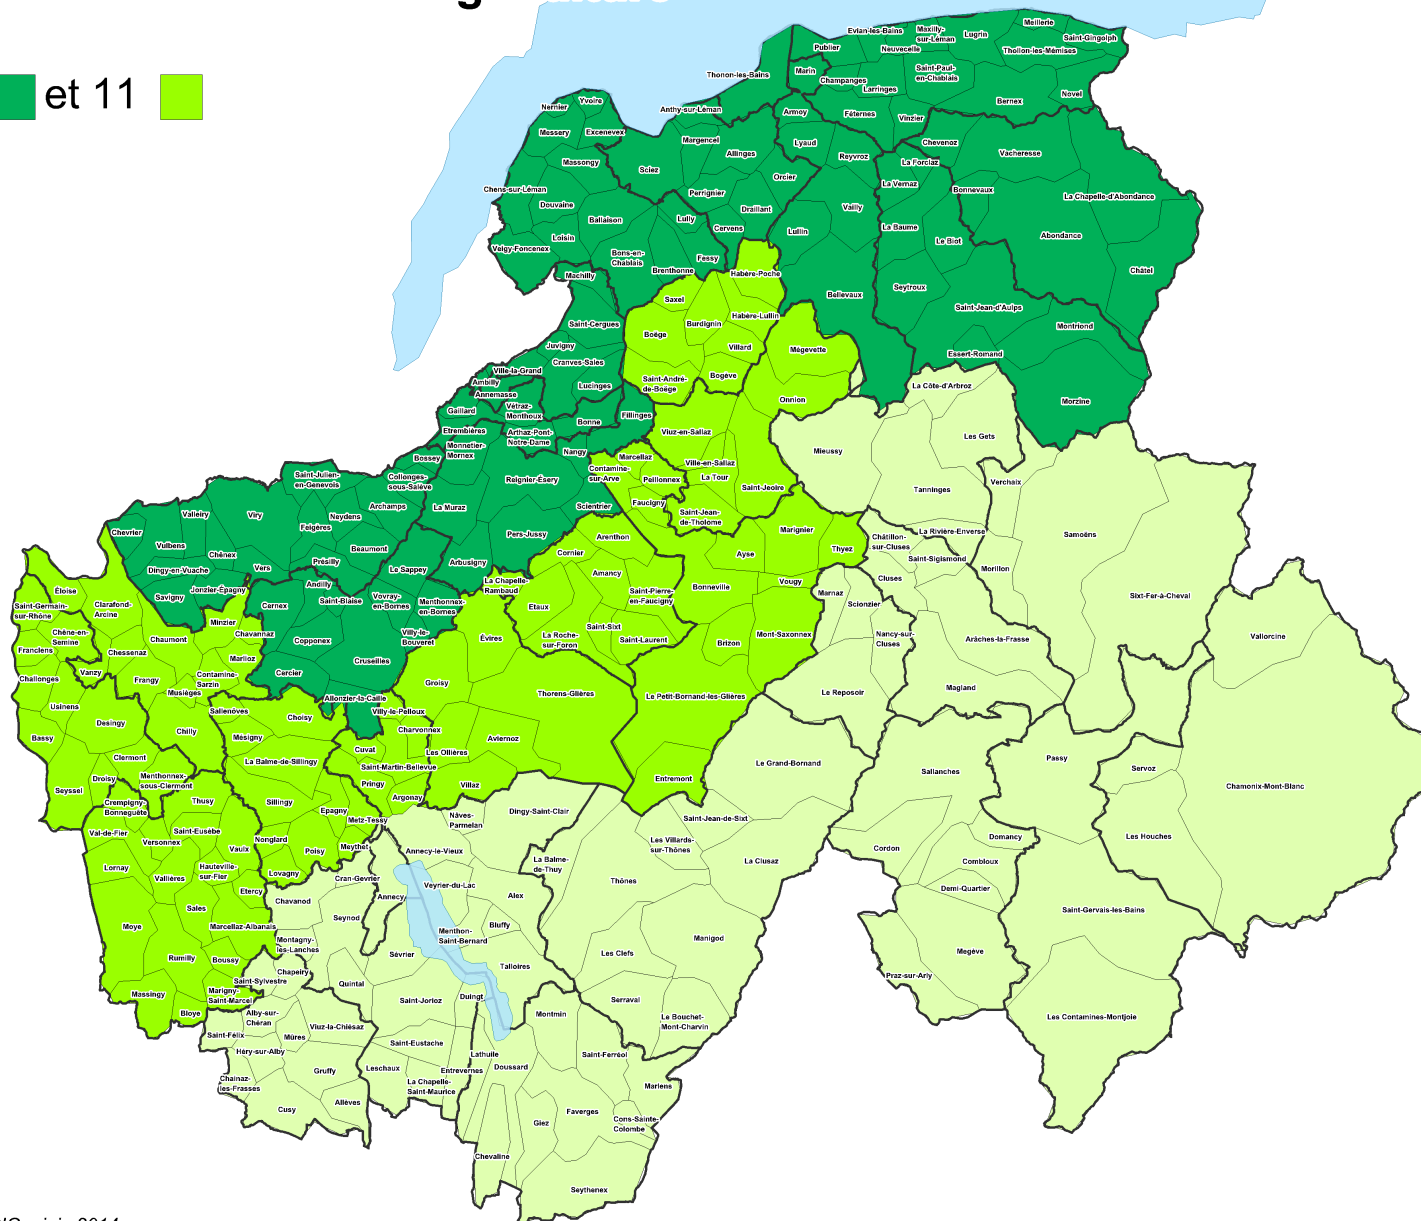 et 11
Evian-les-Bains
Maxilly-
sur-Léman
Lugrin
Meillerie
Saint-Gingolph
Publier
Neuvecelle
Thollon-les-Mémises
Thonon-les-Bains
Marin
Champanges
Saint-Paul-
en-Chablais
Larringes
Bernex
Novel
Nernier
Yvoire
Anthy-sur-Léman
Armoy
Féternes
Vinzier
Messery
Excenevex
Margencel
Lyaud
Chevenoz
Massongy
Allinges
Reyvroz
La Forclaz
Vacheresse
Sciez
Orcier
La Vernaz
Bonnevaux
Chens-sur-Léman
Perrignier
La Chapelle-d'Abondance
Douvaine
Draillant
Vailly
Ballaison
Lully
Cervens
Lullin
La Baume
Abondance
Loisin
Le Biot
Veigy-Foncenex
Bons-en-
Chablais
Fessy
Brenthonne
Habère-Poche
Châtel
Machilly
Seytroux
Saxel
Bellevaux
Saint-Jean-d'Aulps
Habère-Lullin
Saint-Cergues
Burdignin
Montriond
Boëge
Juvigny
Villard
Mégevette
Essert-Romand
Cranves-Sales
Ville-la-Grand
Bogève
Ambilly
Lucinges
Saint-André-
de-Boëge
La Côte-d'Arbroz
Annemasse
Onnion
Morzine
Gaillard
Vétraz-
Monthoux
Fillinges
Bonne
Etrembières
Arthaz-Pont-
Notre-Dame
Viuz-en-Sallaz
Les Gets
Monnetier-
Mornex
Nangy
Mieussy
Bossey
Marcellaz
Ville-en-Sallaz
Contamine-
sur-Arve
Peillonnex
La Tour
Saint-Julien-
en-Genevois
Collonges-
sous-Salève
Reignier-Ésery
Saint-Jeoire
Tanninges
Verchaix
Archamps
La Muraz
Scientrier
Faucigny
Valleiry
Viry
Neydens
Saint-Jean-
de-Tholome
Feigères
Chevrier
Pers-Jussy
Arenthon
Marignier
La Rivière-Enverse
Samoëns
Vulbens
Beaumont
Châtillon-
sur-Cluses
Chênex
Cornier
Ayse
Thyez
Saint-Sigismond
Présilly
Arbusigny
Dingy-en-Vuache
Vers
Le Sappey
Amancy
Morillon
Éloise
Jonzier-Épagny
Andilly
La Chapelle-
Rambaud
Bonneville
Vougy
Cluses
Savigny
Saint-Blaise
Vovray-
en-Bornes
Saint-Pierre-
en-Faucigny
Marnaz
Sixt-Fer-à-Cheval
Saint-Germain-
sur-Rhône
Clarafond-
Arcine
Cernex
Menthonnex-
en-Bornes
Etaux
Scionzier
Minzier
Saint-Sixt
Chêne-en-
Semine
Chavannaz
Villy-le-
Bouveret
La Roche-
sur-Foron
Saint-Laurent
Mont-Saxonnex
Nancy-sur-
Cluses
Arâches-la-Frasse
Vallorcine
Chaumont
Copponex
Évires
Brizon
Franclens
Chessenaz
Marlioz
Cruseilles
Vanzy
Contamine-
Sarzin
Cercier
Challonges
Frangy
Groisy
Musièges
Magland
Allonzier-la-Caille
Thorens-Glières
Le Petit-Bornand-les-Glières
Le Reposoir
Usinens
Sallenôves
Villy-le-Pelloux
Desingy
Choisy
Bassy
Chilly
Mésigny
Charvonnex
Aviernoz
Clermont
Cuvat
Les Ollières
Passy
La Balme-de-Sillingy
Saint-Martin-Bellevue
Le Grand-Bornand
Servoz
Droisy
Menthonnex-
sous-Clermont
Sallanches
Seyssel
Pringy
Villaz
Entremont
Chamonix-Mont-Blanc
Crempigny-
Bonneguête
Thusy
Sillingy
Argonay
Epagny
Dingy-Saint-Clair
Nâves-
Parmelan
Saint-Jean-de-Sixt
Metz-Tessy
Val-de-Fier
Saint-Eusèbe
Versonnex
Nonglard
Les Villards-
sur-Thônes
Domancy
Les Houches
Vaulx
Poisy
Meythet
Annecy-le-Vieux
Cordon
Lornay
Hauteville-
sur-Fier
La Balme-
de-Thuy
La Clusaz
Combloux
Vallières
Lovagny
Cran-Gevrier
Thônes
Etercy
Veyrier-du-Lac
Demi-Quartier
Chavanod
Annecy
Alex
Sales
Saint-Gervais-les-Bains
Moye
Marcellaz-Albanais
Seynod
Bluffy
Menthon-
Saint-Bernard
Manigod
Montagny-
les-Lanches
Rumilly
Boussy
Sévrier
Les Clefs
Megève
Chapeiry
Talloires
Saint-Sylvestre
Quintal
Praz-sur-Arly
Massingy
Marigny-
Saint-Marcel
Saint-Jorioz
Duingt
Serraval
Bloye
Alby-sur-
Chéran
Viuz-la-Chiésaz
Montmin
Le Bouchet-
Mont-Charvin
Les Contamines-Montjoie
Saint-Félix
Mûres
Saint-Eustache
Héry-sur-Alby
Lathuile
Saint-Ferréol
Gruffy
Leschaux
Entrevernes
Doussard
Chainaz-
les-Frasses
La Chapelle-
Saint-Maurice
Marlens
Allèves
Cusy
Faverges
Giez
Cons-Sainte-
Colombe
Chevaline
Seythenex